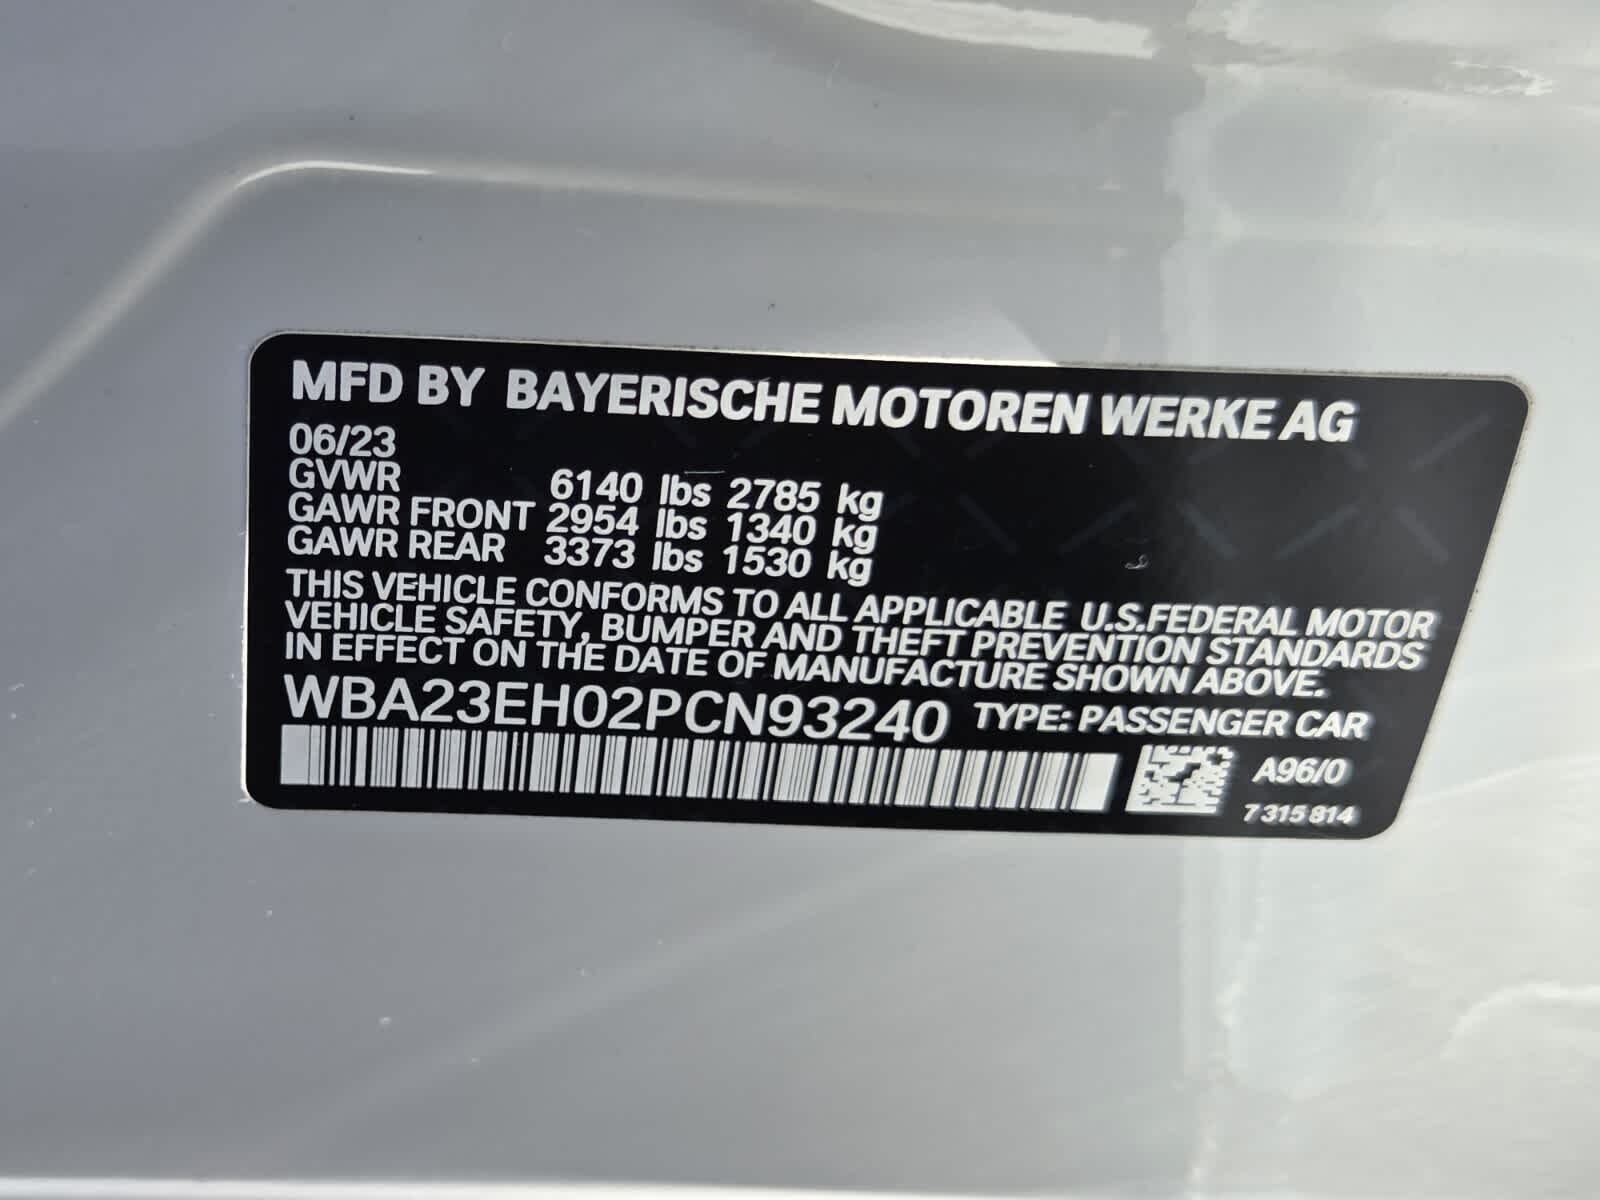 MFD BY BAYERISCHE MOTOREN WERKE AG
06/23
GVWR 6140 lbs 2785 kg
GAWR FRONT 2954 lbs 1340 kg
GAWR REAR 3373 lbs 1530 kg
THIS VEHICLE CONFORMS TO ALL APPLICABLE U.S.FEDERAL MOTOR
VEHICLE SAFETY, BUMPER AND THEFT PREVENTION STANDARDS
IN EFFECT ON THE DATE OF MANUFACTURE SHOWN ABOVE.
WBA23EH02PCN93240 TYPE: PASSENGER CAR
A96/0
7 315 814